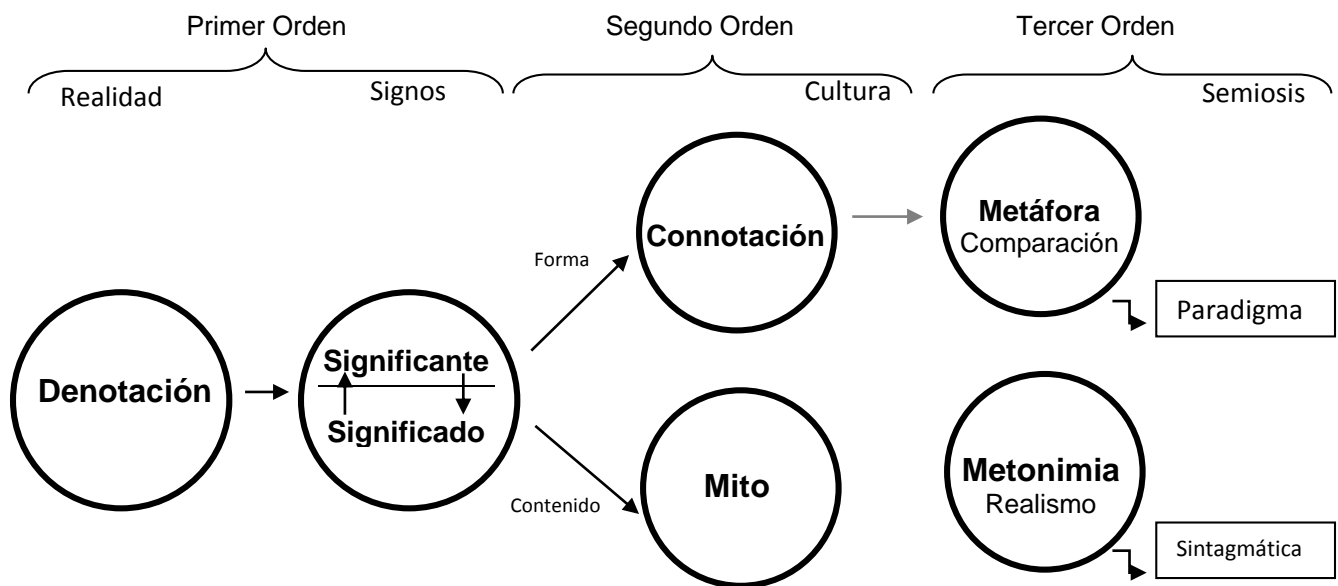 Primer Orden
Segundo Orden
Tercer Orden
Realidad
Signos
Cultura
Semiosis
Denotación
Significante
Significado
Forma
Contenido
Connotación
Mito
Metáfora
Comparación
Paradigma
Metonimia
Realismo
Sintagmática